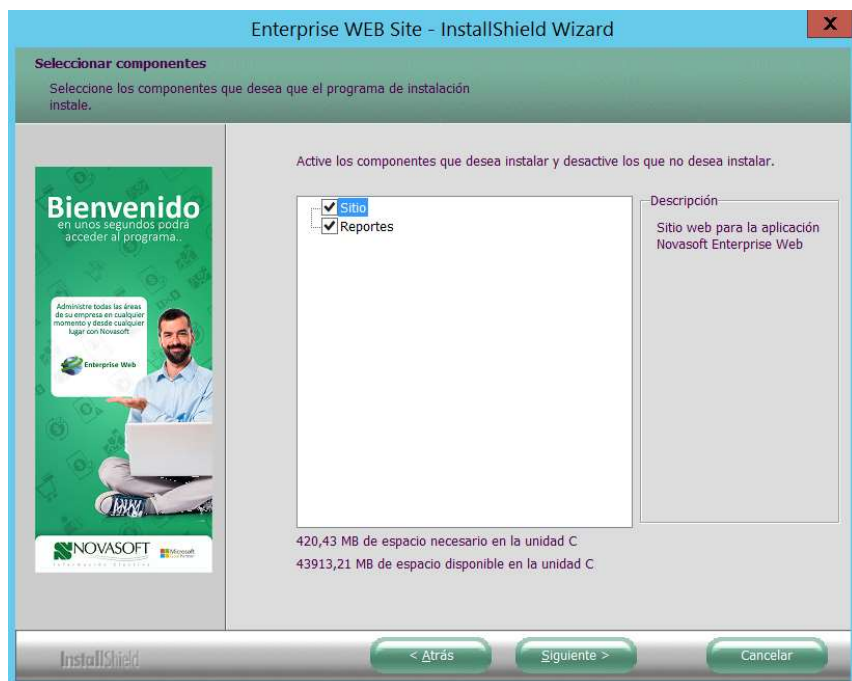 Enterprise WEB Site - InstallShield Wizard
X
Seleccionar componentes
Seleccione los componentes que desea que el programa de instalación
instale.
Active los componentes que desea instalar y desactive los que no desea instalar.
Bienvenido
en unos segundos podrá
acceder al programa..
Administre todas las áreas
de su empresa en cualquier
momento y desde cualquier
lugar con Novasoft
Enterprise Web
NOVASOFT
Microsoft
Sitio
Reportes
Descripción
Sitio web para la aplicación
Novasoft Enterprise Web
420,43 MB de espacio necesario en la unidad C
43913,21 MB de espacio disponible en la unidad C
InstallShield
< Atrás
Siguiente >
Cancelar